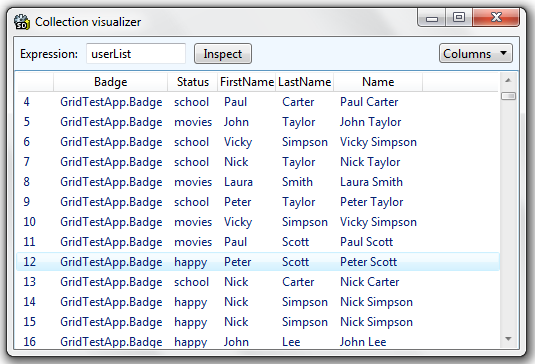 Collection visualizer
Expression: userList Inspect Columns
Badge Status FirstName LastName Name
4 GridTestApp.Badge school Paul Carter Paul Carter
5 GridTestApp.Badge movies John Taylor John Taylor
6 GridTestApp.Badge school Vicky Simpson Vicky Simpson
7 GridTestApp.Badge school Nick Taylor Nick Taylor
8 GridTestApp.Badge movies Laura Smith Laura Smith
9 GridTestApp.Badge school Peter Taylor Peter Taylor
10 GridTestApp.Badge movies Vicky Simpson Vicky Simpson
11 GridTestApp.Badge movies Paul Scott Paul Scott
12 GridTestApp.Badge happy Peter Scott Peter Scott
13 GridTestApp.Badge school Nick Carter Nick Carter
14 GridTestApp.Badge happy Nick Simpson Nick Simpson
15 GridTestApp.Badge happy Nick Simpson Nick Simpson
16 GridTestApp.Badge happy John Lee John Lee